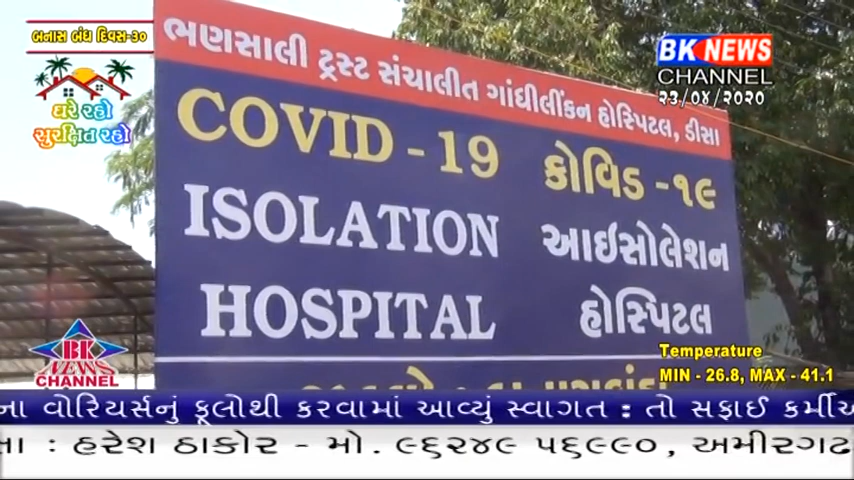 બનાસ બંધ દિવસ-૩૦
ઘરે રહો
સુરક્ષિત રહો
BK NEWS
CHANNEL
૨૩/૦૪/૨૦૨૦
ભણસાલી ટ્રસ્ટ સંચાલીત ગાંધીલીંકન હોસ્પિટલ, ડીસા
COVID - 19
ISOLATION
HOSPITAL
કોવિડ - ૧૯
આઈસોલેશન
હોસ્પિટલ
BK
NEWS
CHANNEL
Temperature
MIN - 26.8, MAX - 41.1
ના વોરિયર્સનું ફૂલોથી કરવામાં આવ્યું સ્વાગત : તો સફાઈ
: હરેશ ઠાકોર - મો. ૯૬૨૪૯ ૫૬૯૯૦, અમીરગઢ